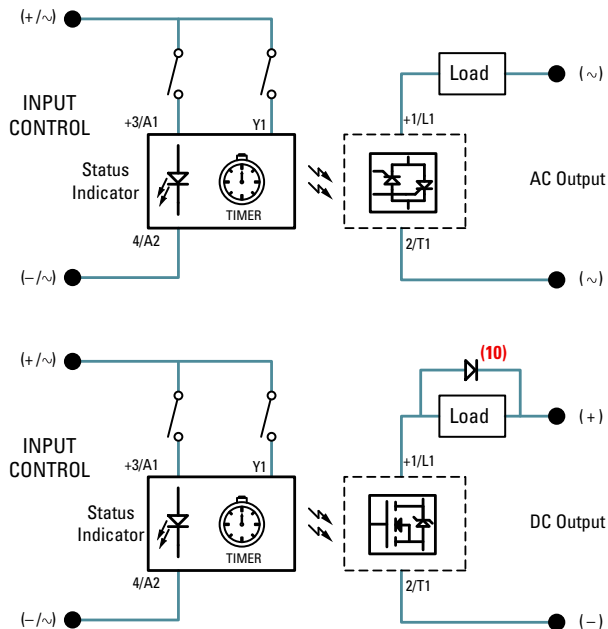 (+/∼)
INPUT
CONTROL
+3/A1
Y1
Status
Indicator
TIMER
4/A2
(−/∼)
Load
(∼)
+1/L1
AC Output
2/T1
(∼)
(+/∼)
INPUT
CONTROL
+3/A1
Y1
Status
Indicator
TIMER
4/A2
(−/∼)
(10)
Load
(+)
+1/L1
DC Output
2/T1
(−)